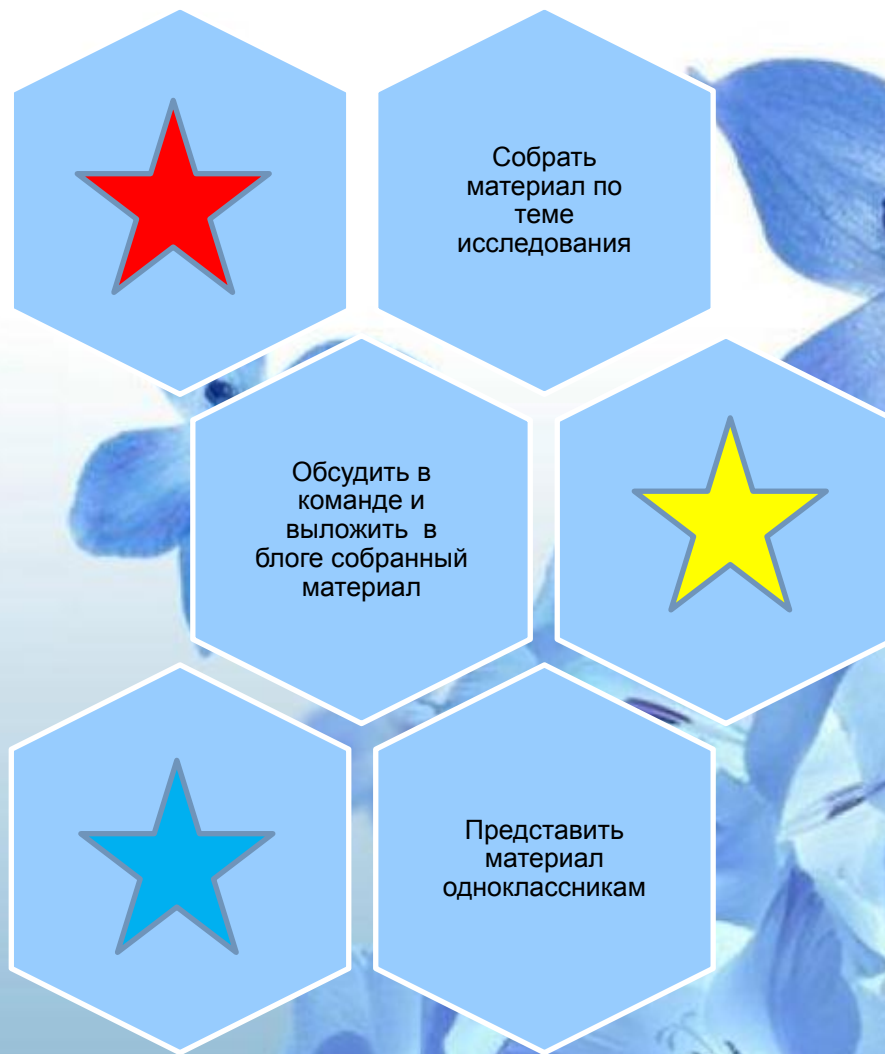 Собрать
материал по
теме
исследования
Обсудить в
команде и
выложить  в
блоге собранный
материал
Представить
материал
одноклассникам